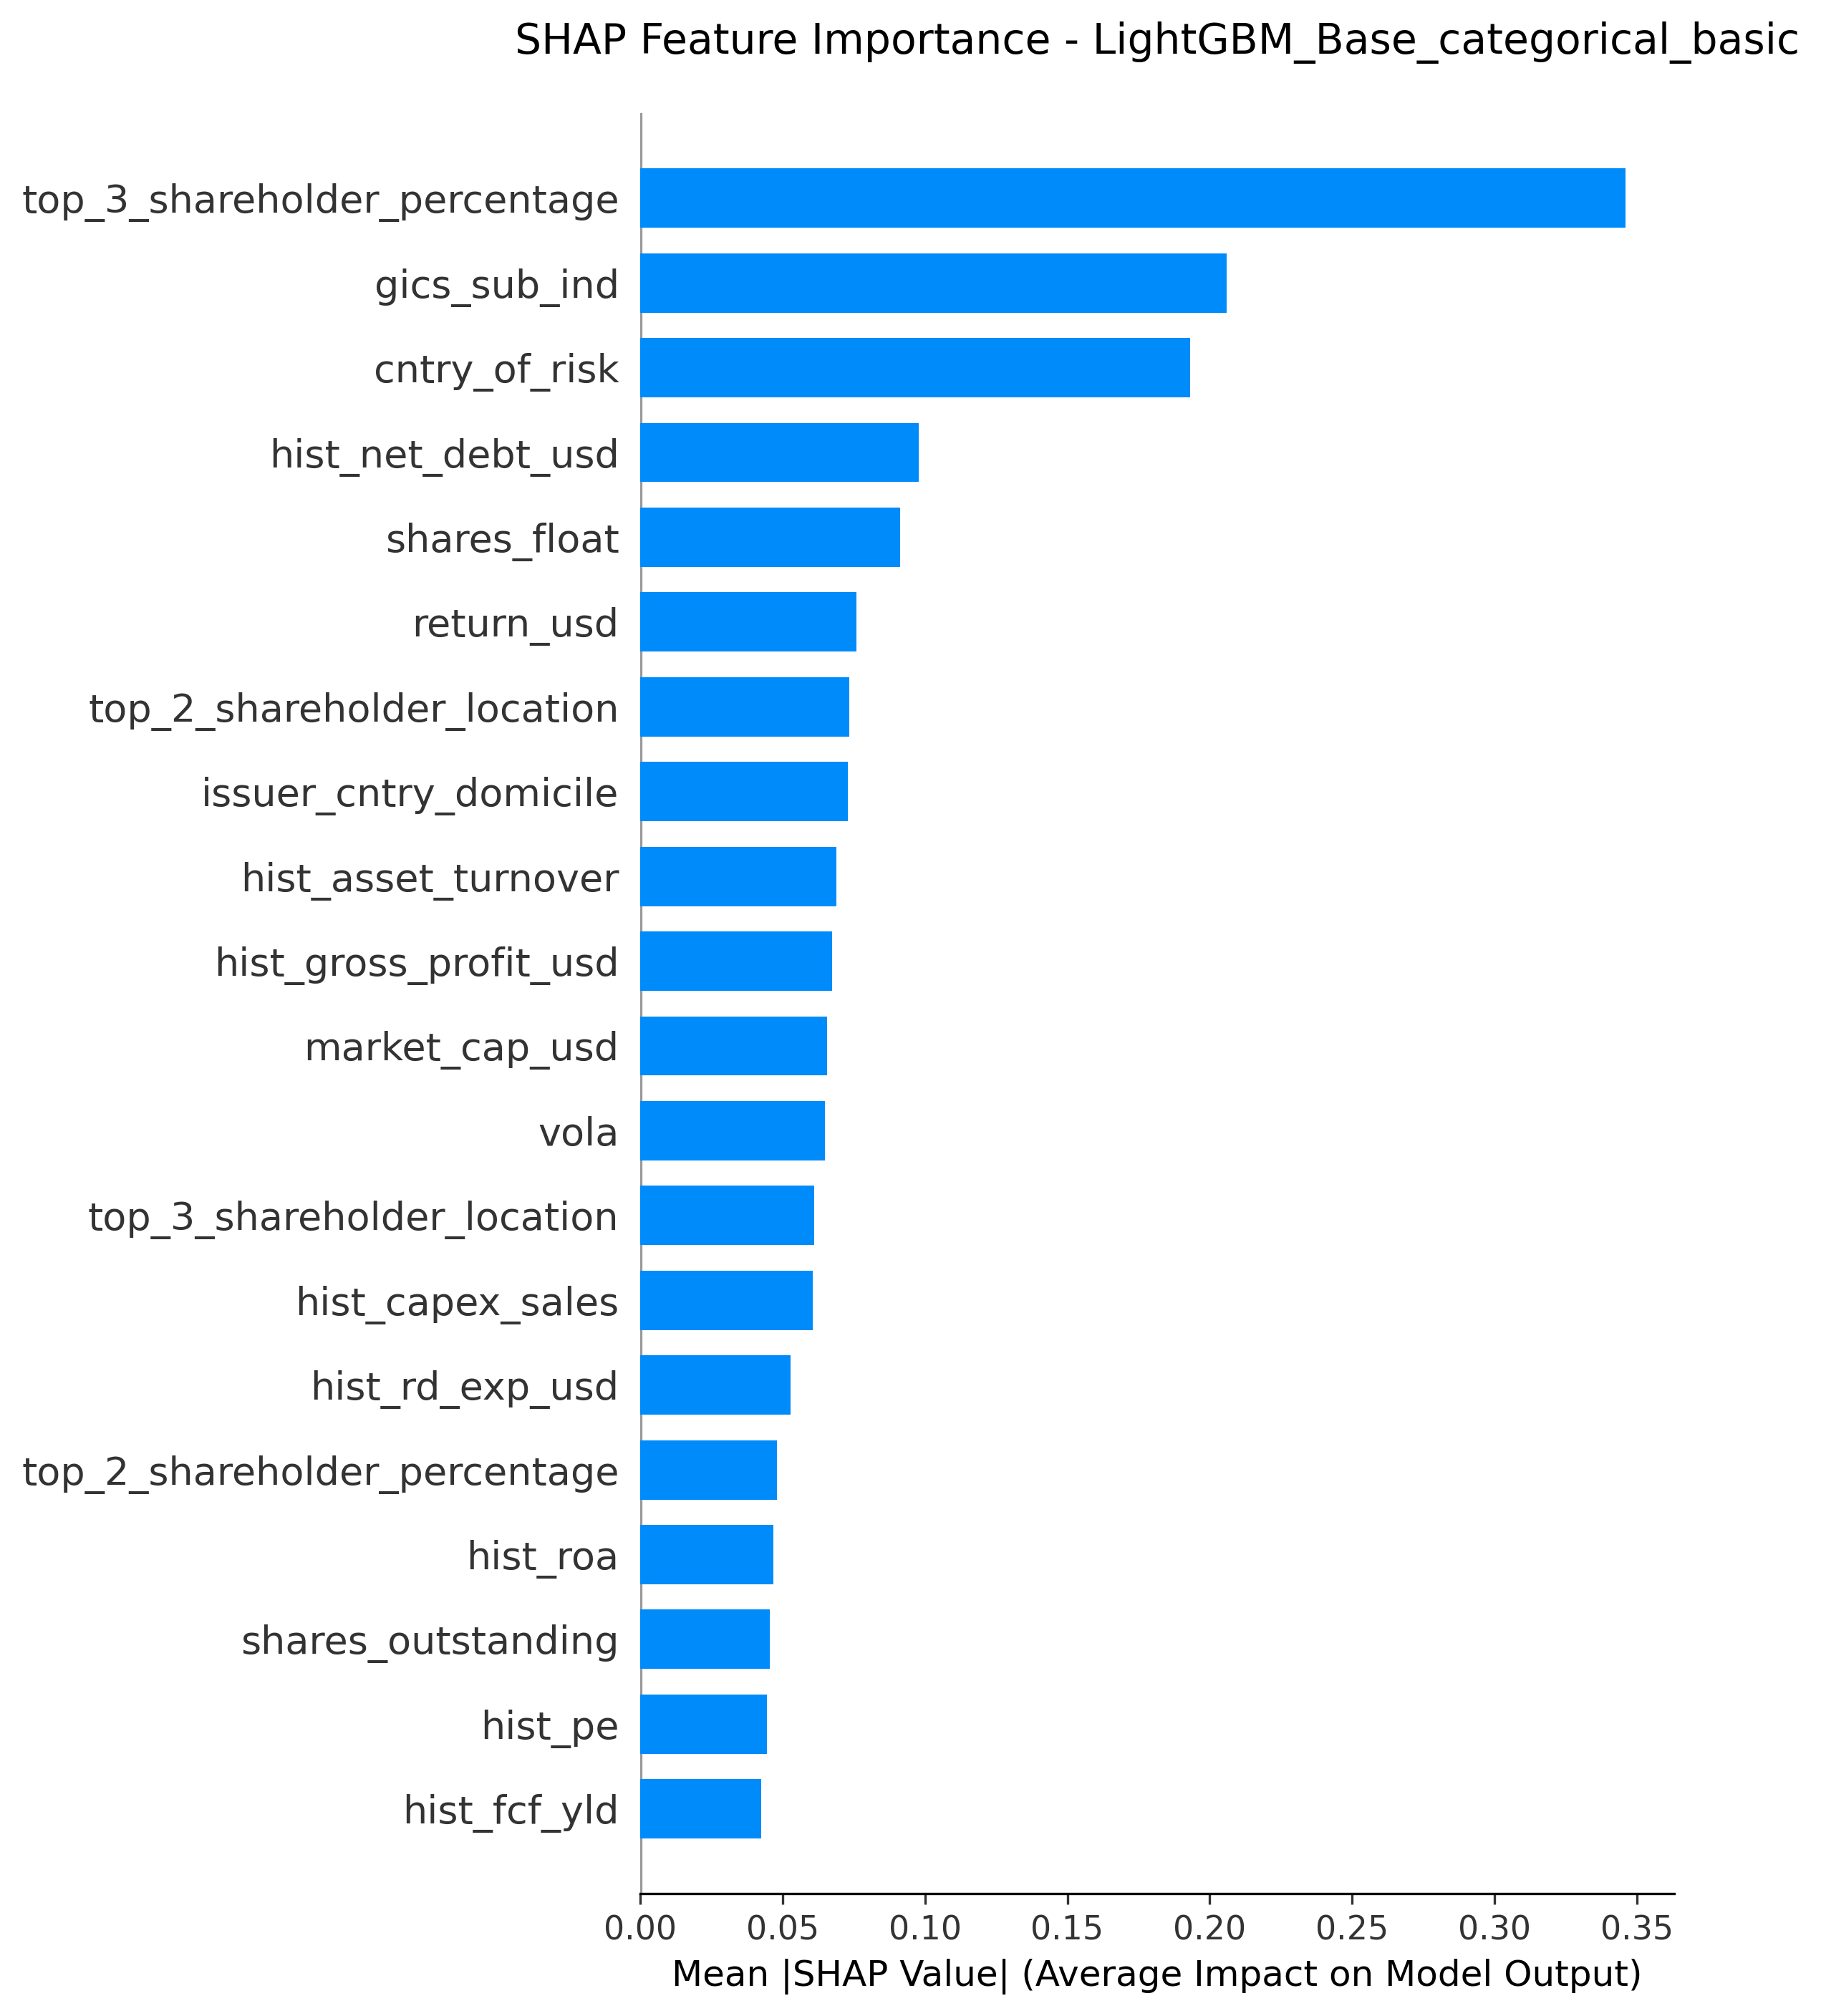 SHAP Feature Importance - LightGBM_Base_categorical_basic
top_3_shareholder_percentage
gics_sub_ind
cntry_of_risk
hist_net_debt_usd
shares_float
return_usd
top_2_shareholder_location
issuer_cntry_domicile
hist_asset_turnover
hist_gross_profit_usd
market_cap_usd
vola
top_3_shareholder_location
hist_capex_sales
hist_rd_exp_usd
top_2_shareholder_percentage
hist_roa
shares_outstanding
hist_pe
hist_fcf_yld
0.00 0.05 0.10 0.15 0.20 0.25 0.30 0.35
Mean |SHAP Value| (Average Impact on Model Output)